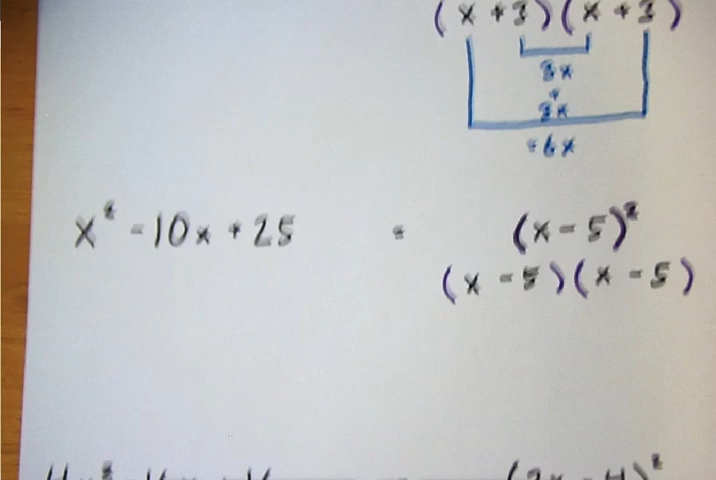 (x + 3)(x + 3)
3x
+
3x
=6x
x² - 10x + 25 = (x - 5)²
(x - 5)(x - 5)